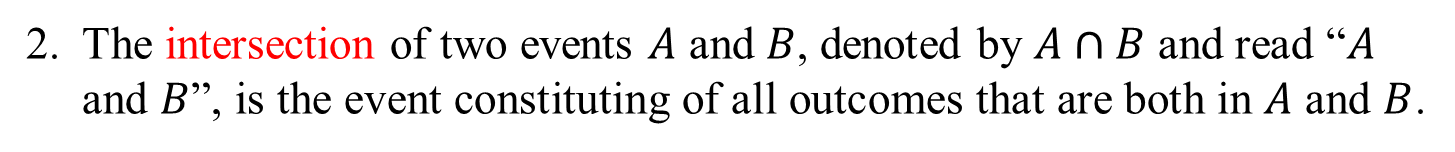 2. The intersection of two events A and B, denoted by A ∩ B and read “A
and B”, is the event constituting of all outcomes that are both in A and B.